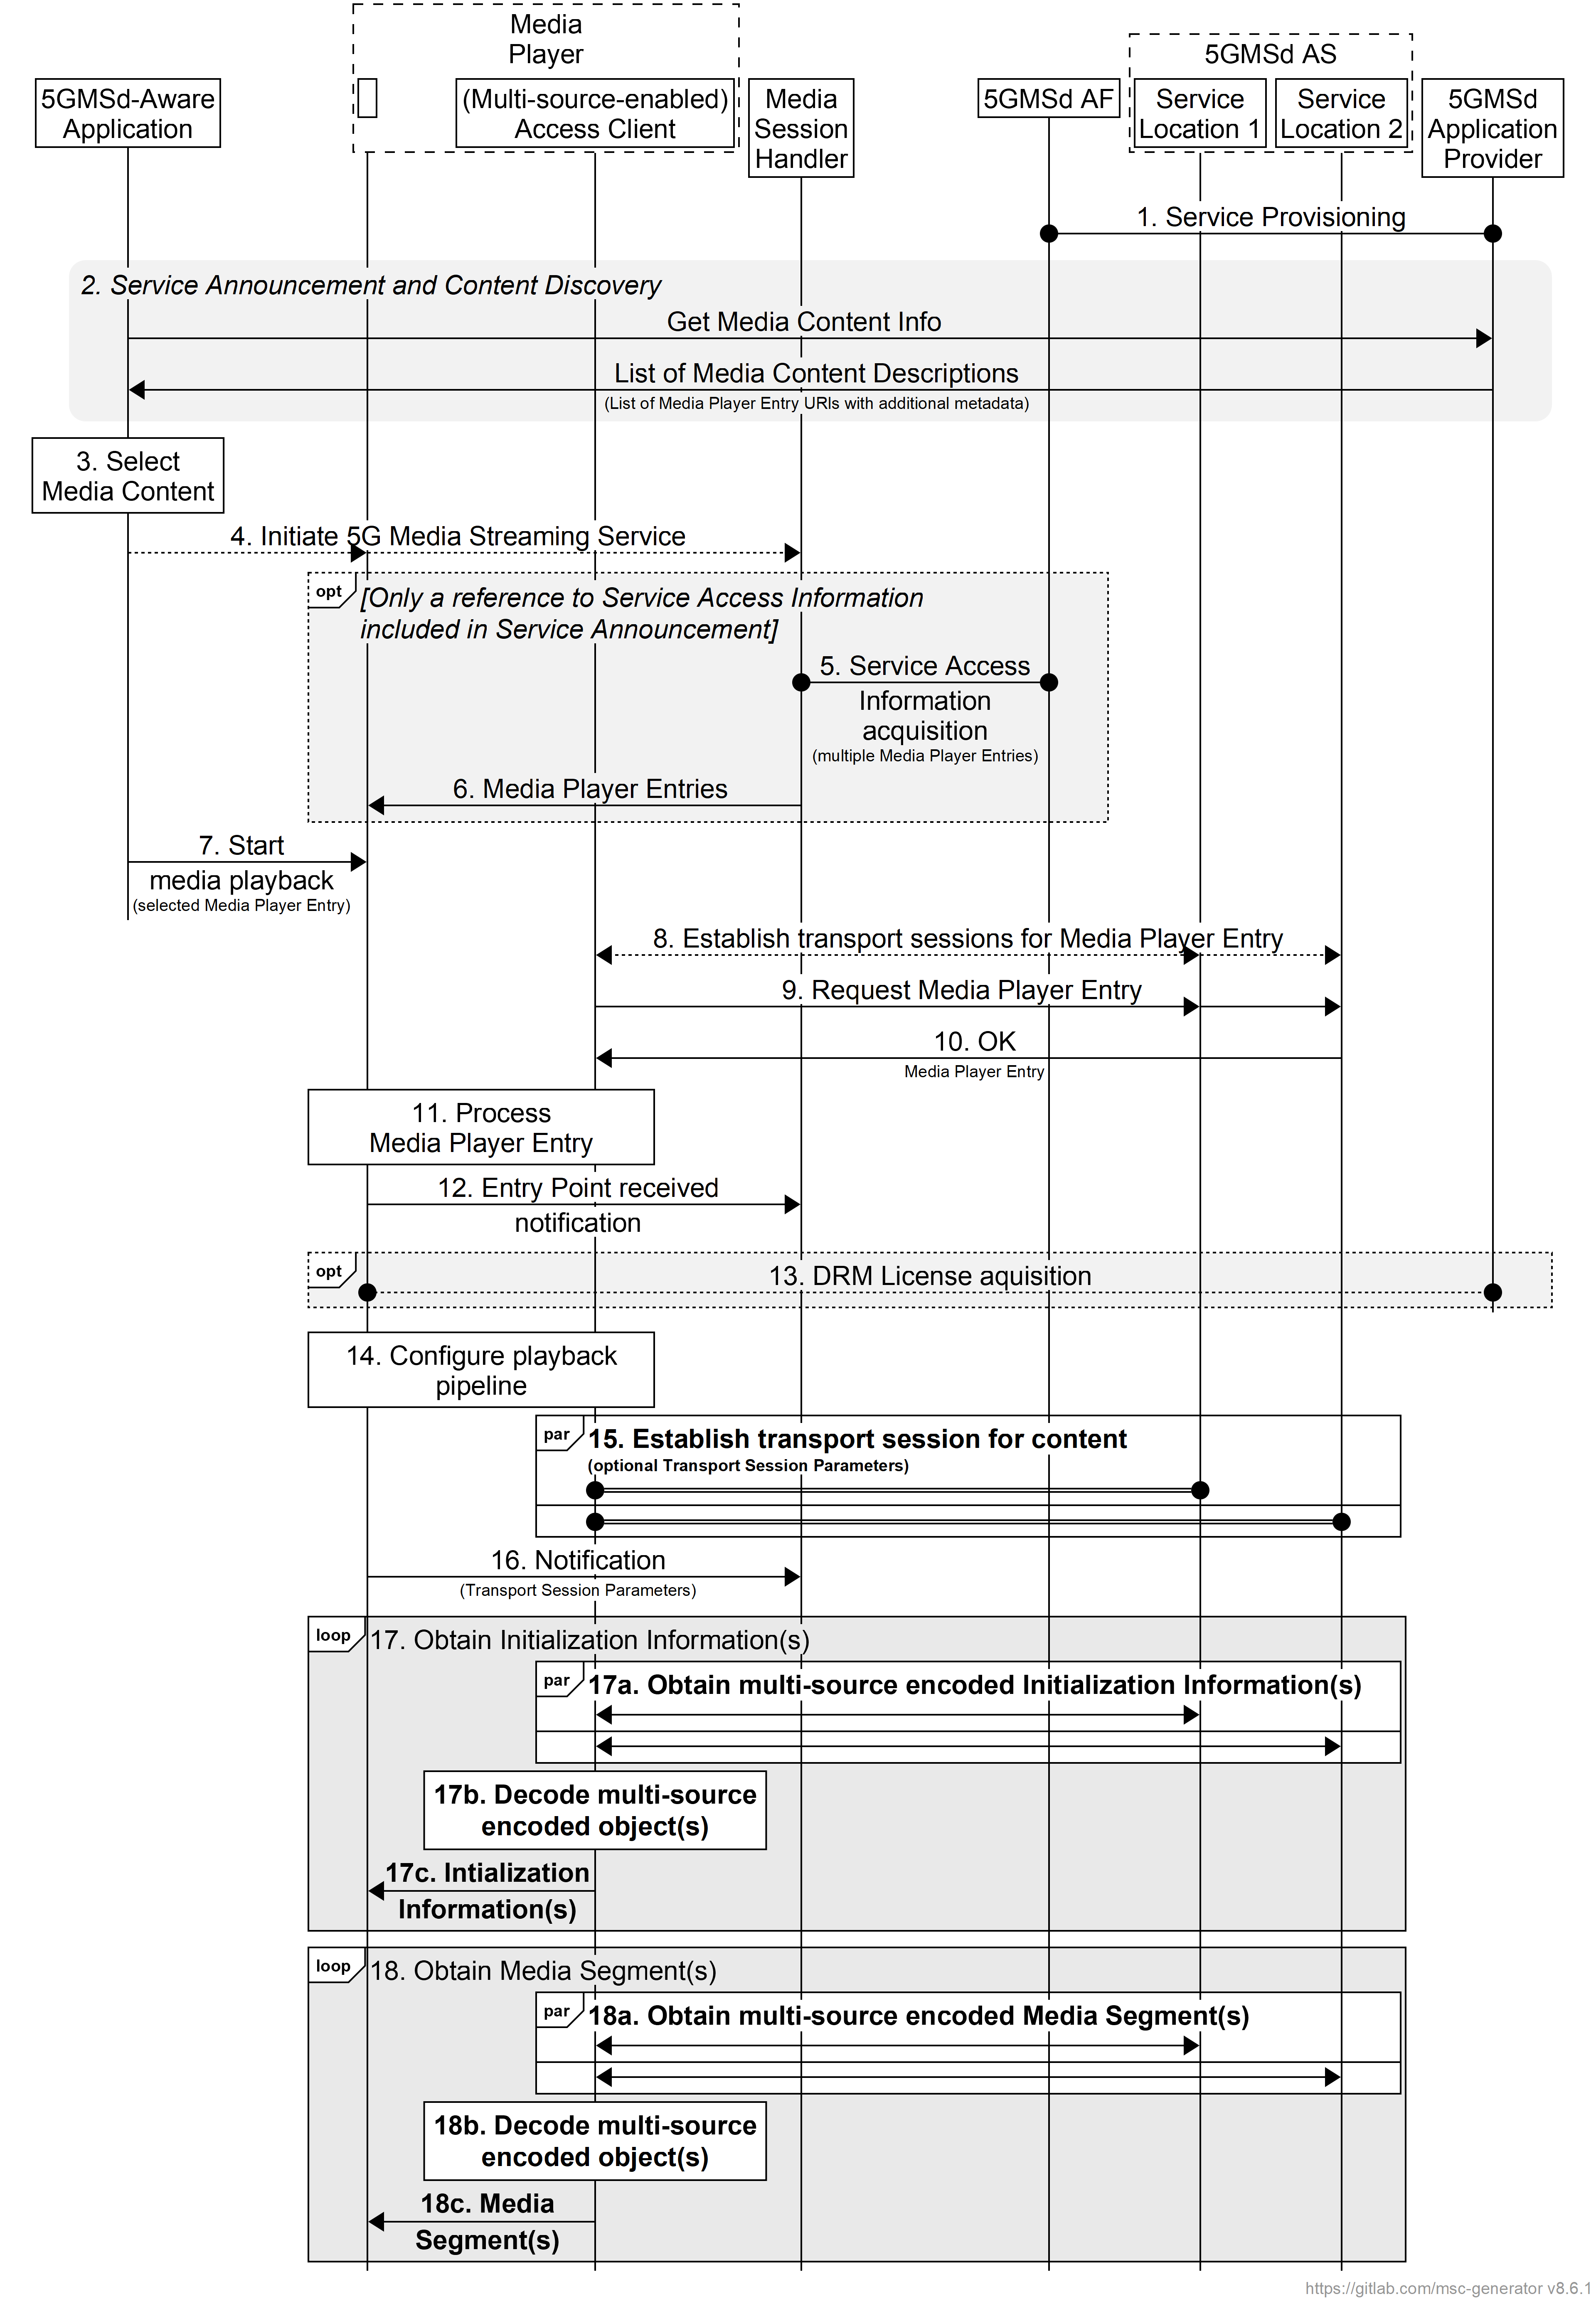 Media
Player
5GMSd AS
5GMSd-Aware
Application
(Multi-source-enabled)
Access Client
Media
Session
Handler
5GMSd AF
Service
Location 1
Service
Location 2
5GMSd
Application
Provider
1. Service Provisioning
2. Service Announcement and Content Discovery
Get Media Content Info
List of Media Content Descriptions
(List of Media Player Entry URIs with additional metadata)
3. Select
Media Content
4. Initiate 5G Media Streaming Service
opt
[Only a reference to Service Access Information
included in Service Announcement]
5. Service Access
Information
acquisition
(multiple Media Player Entries)
6. Media Player Entries
7. Start
media playback
(selected Media Player Entry)
8. Establish transport sessions for Media Player Entry
9. Request Media Player Entry
10. OK
Media Player Entry
11. Process
Media Player Entry
12. Entry Point received
notification
opt
13. DRM License aquisition
14. Configure playback
pipeline
par
15. Establish transport session for content
(optional Transport Session Parameters)
16. Notification
(Transport Session Parameters)
loop
17. Obtain Initialization Information(s)
par
17a. Obtain multi-source encoded Initialization Information(s)
17b. Decode multi-source
encoded object(s)
17c. Intialization
Information(s)
loop
18. Obtain Media Segment(s)
par
18a. Obtain multi-source encoded Media Segment(s)
18b. Decode multi-source
encoded object(s)
18c. Media
Segment(s)
https://gitlab.com/msc-generator v8.6.1